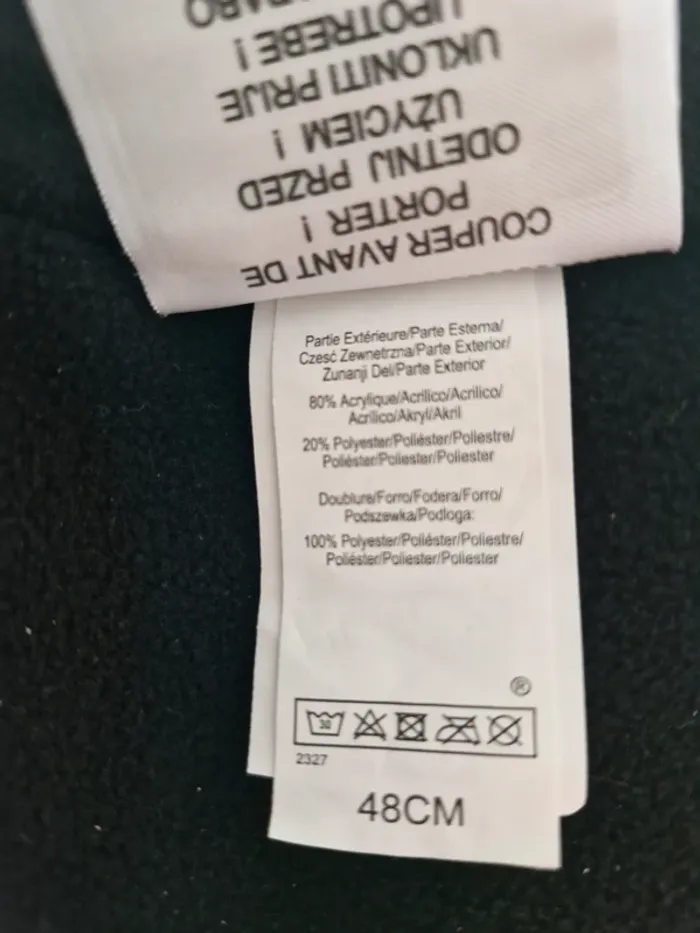 COUPER AVANT DE
PORTER !
ODETNIJ PRZED
UŻYCIEM !
UKLONITI PRIJE
UPOTREBE !
Partie Extérieure/Parte Esterna/
Czesć Zewnetrzna/Parte Exterior/
Zunanji Del/Parte Exterior
80% Acrylique/Acrílico/Acrilico/
Acrílico/Akryl/Akril
20% Polyester/Poliéster/Poliestre/
Poliéster/Poliester/Poliester
Doublure/Forro/Fodera/Forro/
Podszewka/Podloga:
100% Polyester/Poliéster/Poliestre/
Poliéster/Poliester/Poliester
®
30
2327
48CM